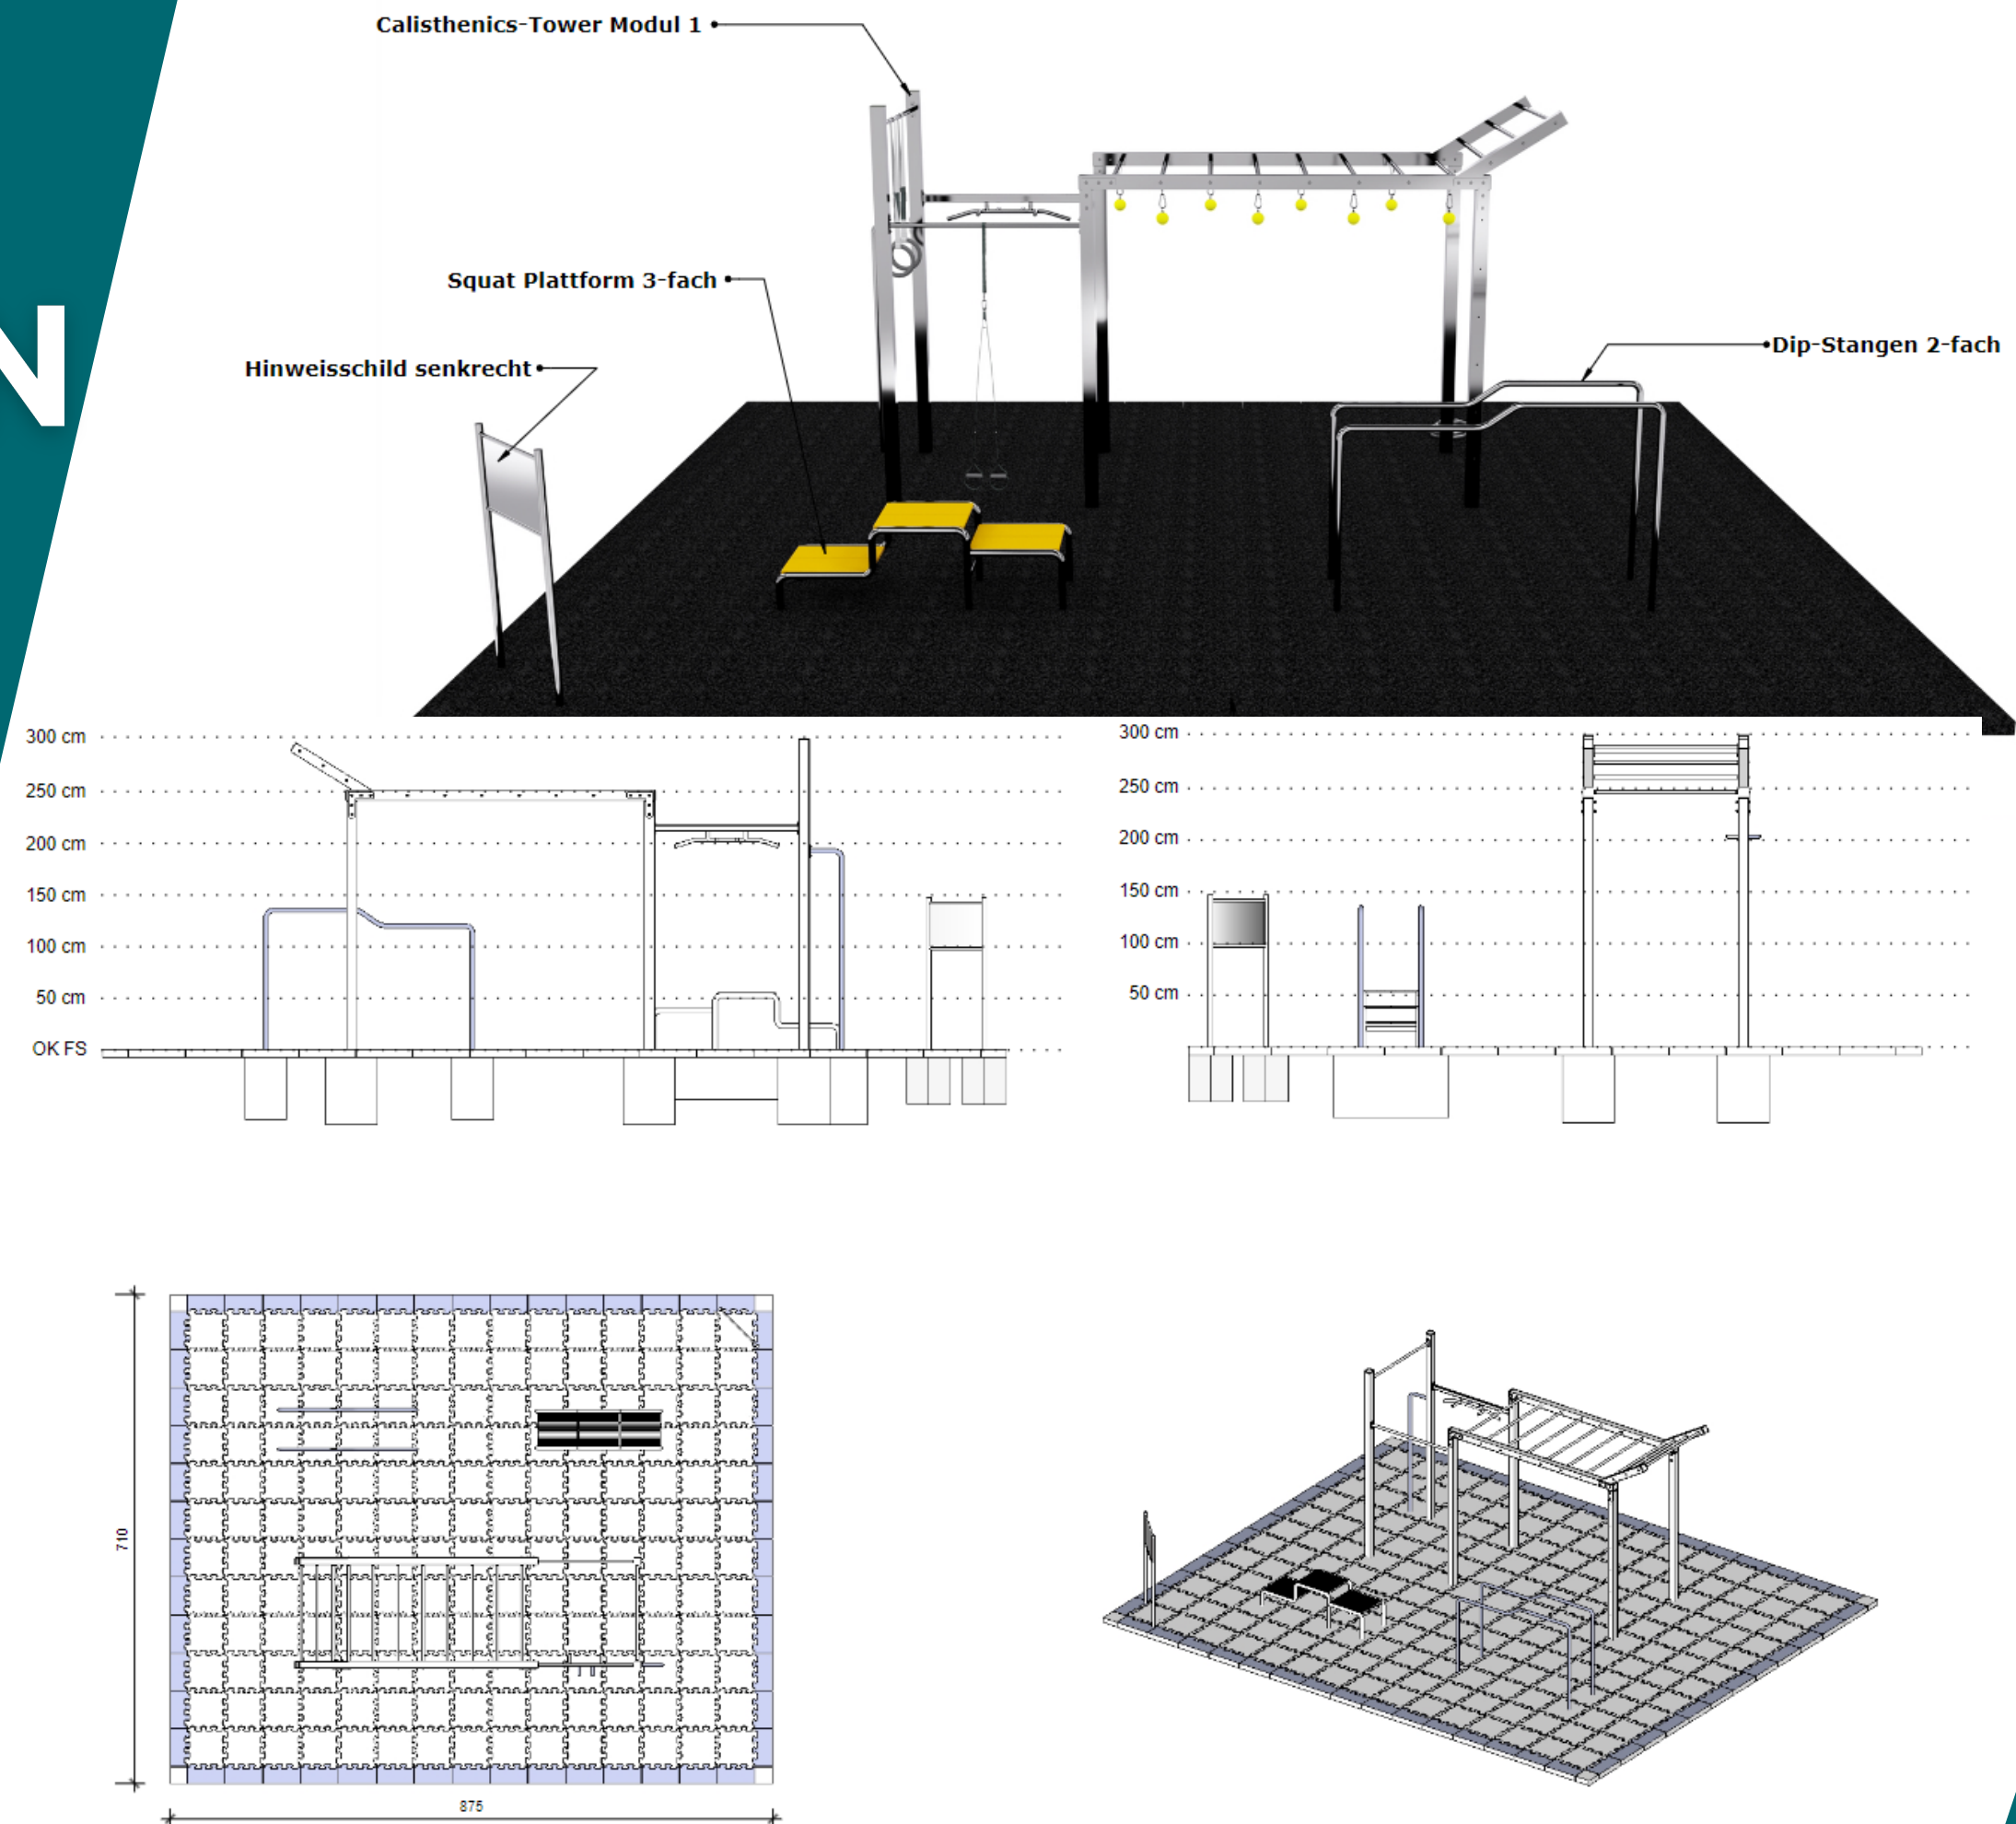 Calisthenics-Tower Modul 1
Squat Plattform 3-fach
Hinweisschild senkrecht
Dip-Stangen 2-fach
N
300 cm
250 cm
200 cm
150 cm
100 cm
50 cm
OK FS
300 cm
250 cm
200 cm
150 cm
100 cm
50 cm
710
875